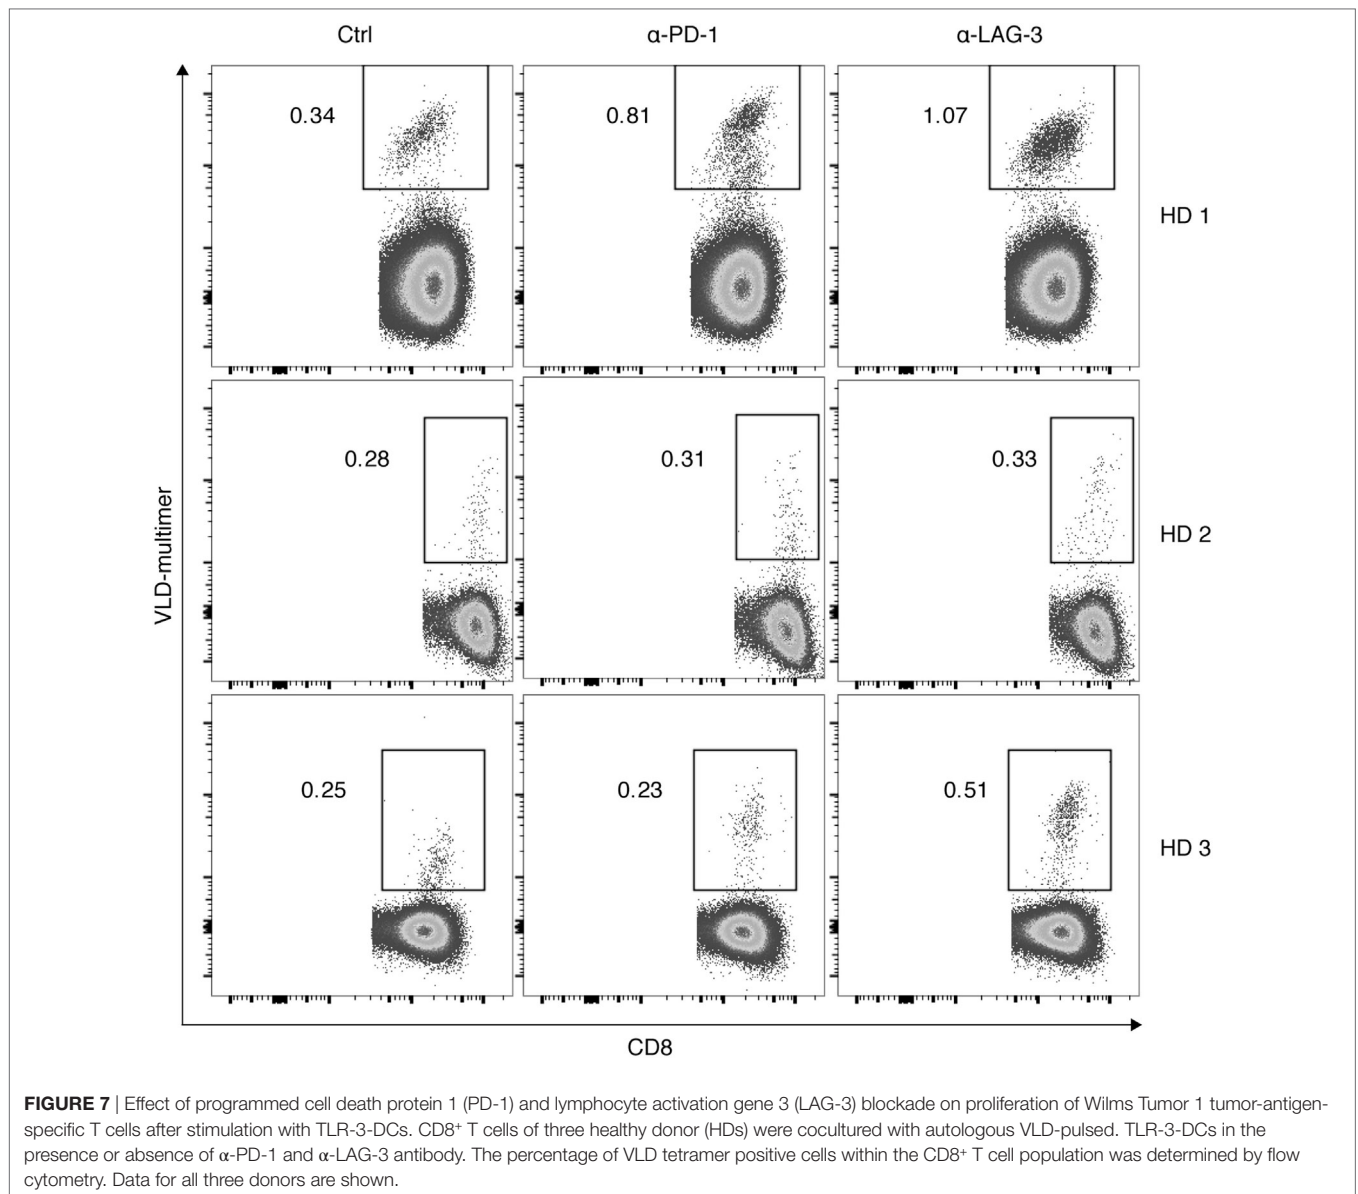 Ctrl α-PD-1 α-LAG-3
0.34 0.81 1.07
HD 1
0.28 0.31 0.33
HD 2
VLD-multimer
0.25 0.23 0.51
HD 3
CD8
FIGURE 7 | Effect of programmed cell death protein 1 (PD-1) and lymphocyte activation gene 3 (LAG-3) blockade on proliferation of Wilms Tumor 1 tumor-antigen-
specific T cells after stimulation with TLR-3-DCs. CD8⁺ T cells of three healthy donor (HDs) were cocultured with autologous VLD-pulsed. TLR-3-DCs in the
presence or absence of α-PD-1 and α-LAG-3 antibody. The percentage of VLD tetramer positive cells within the CD8⁺ T cell population was determined by flow
cytometry. Data for all three donors are shown.